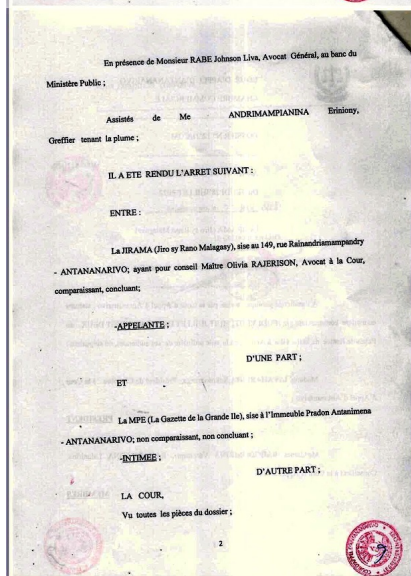 En présence de Monsieur RABE Johnson Liva, Avocat Général, au banc du
Ministère Public ;
Assistés de Me ANDRIMAMPIANINA Eriniony,
Greffier tenant la plume ;
IL A ETE RENDU L'ARRET SUIVANT :
ENTRE :
La JIRAMA (Jiro sy Rano Malagasy), sise au 149, rue Rainandriamampandry
- ANTANANARIVO; ayant pour conseil Maître Olivia RAJERISON, Avocat à la Cour,
comparaissant, concluant;
-APPELANTE ;
D'UNE PART ;
ET
La MPE (La Gazette de la Grande Ile), sise à l'Immeuble Pradon Antanimena
- ANTANANARIVO; non comparaissant, non concluant ;
-INTIMEE ;
D'AUTRE PART ;
LA COUR,
Vu toutes les pièces du dossier ;
2